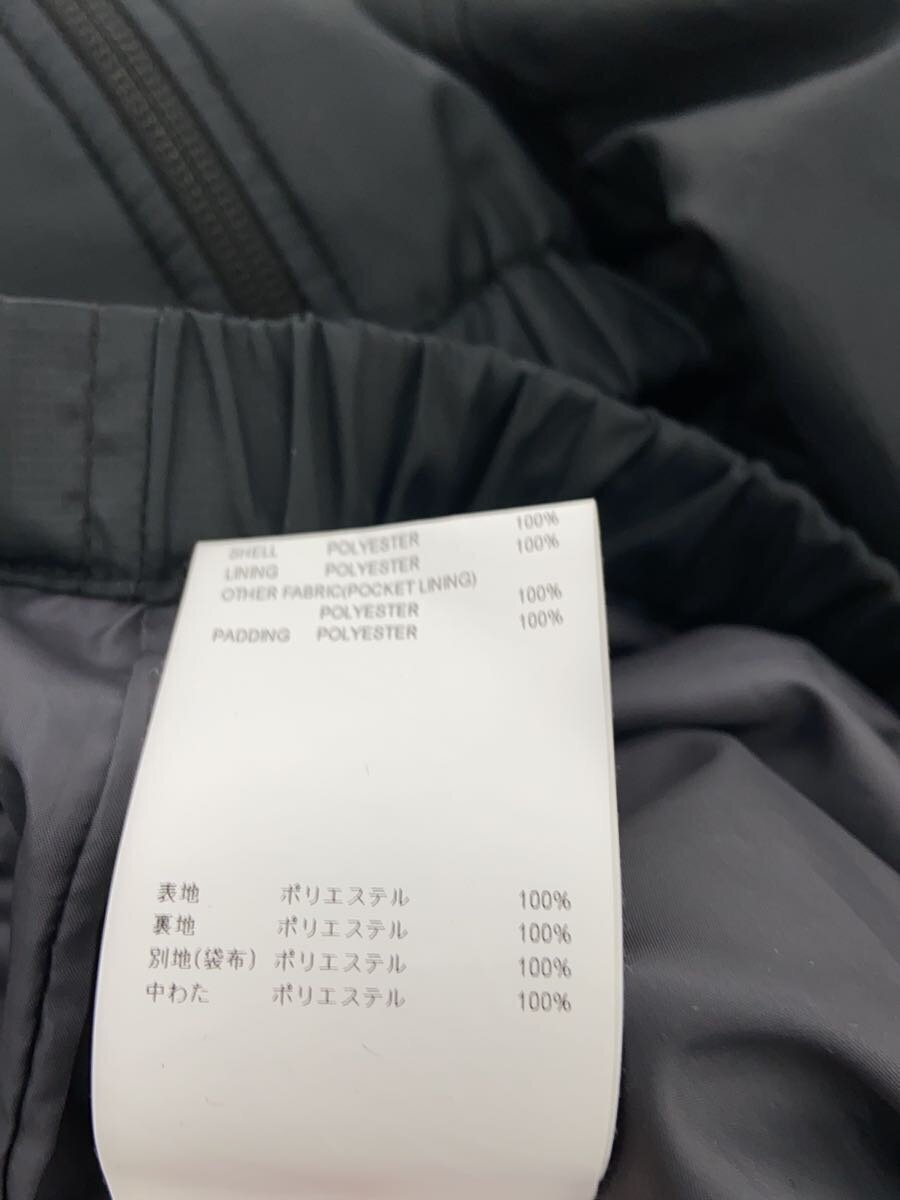 SHELL POLYESTER 100%
LINING POLYESTER 100%
OTHER FABRIC(POCKET LINING)
POLYESTER 100%
PADDING POLYESTER 100%
表地 ポリエステル 100%
裏地 ポリエステル 100%
別地(袋布) ポリエステル 100%
中わた ポリエステル 100%